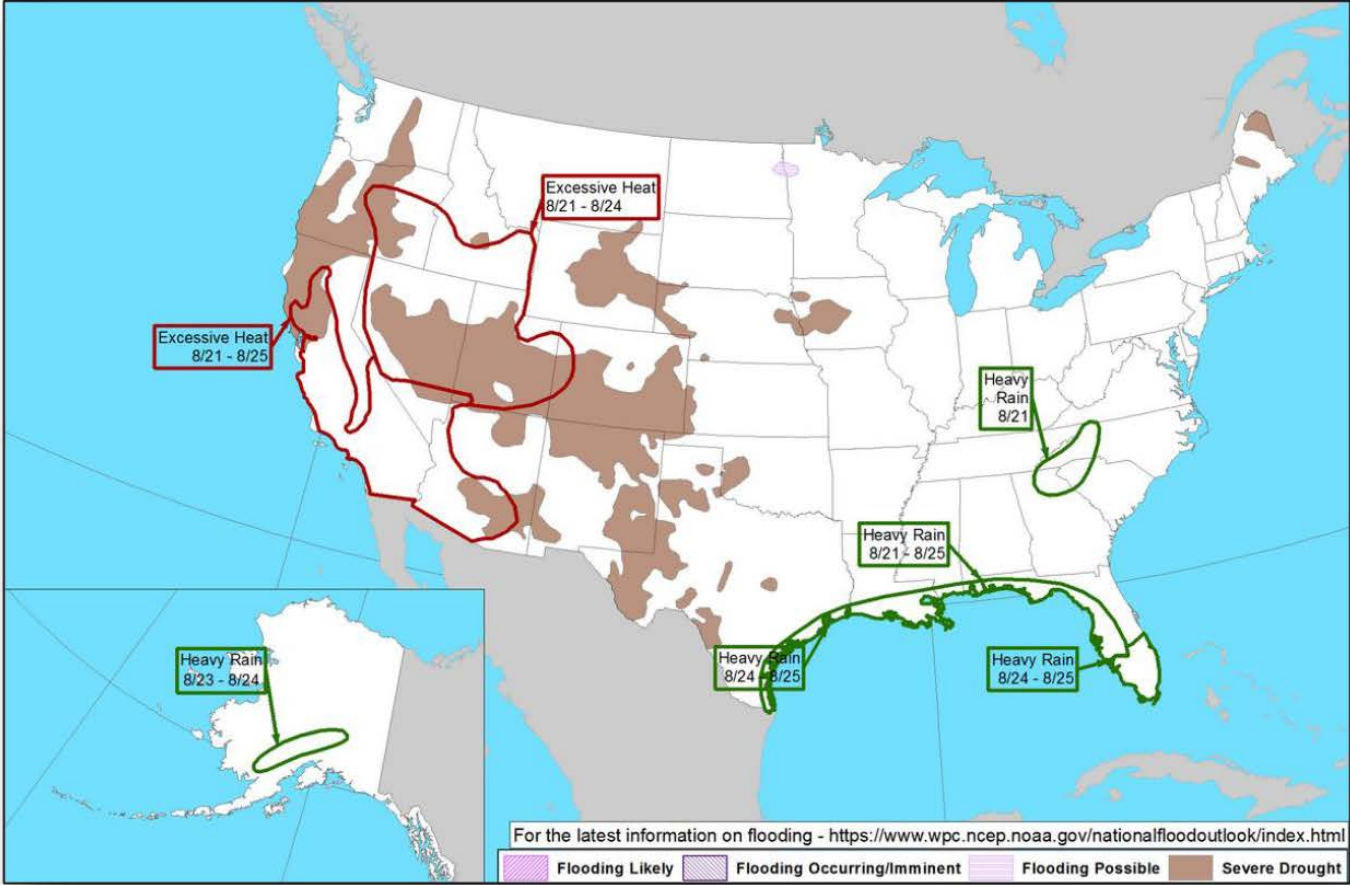 Excessive Heat
8/21 - 8/24
Excessive Heat
8/21 - 8/25
Heavy
Rain
8/21
Heavy Rain
8/21 - 8/25
Heavy Rain
8/23 - 8/24
Heavy Rain
8/24 - 8/25
Heavy Rain
8/24 - 8/25
For the latest information on flooding - https://www.wpc.ncep.noaa.gov/nationalfloodoutlook/index.html
Flooding Likely Flooding Occurring/Imminent Flooding Possible Severe Drought